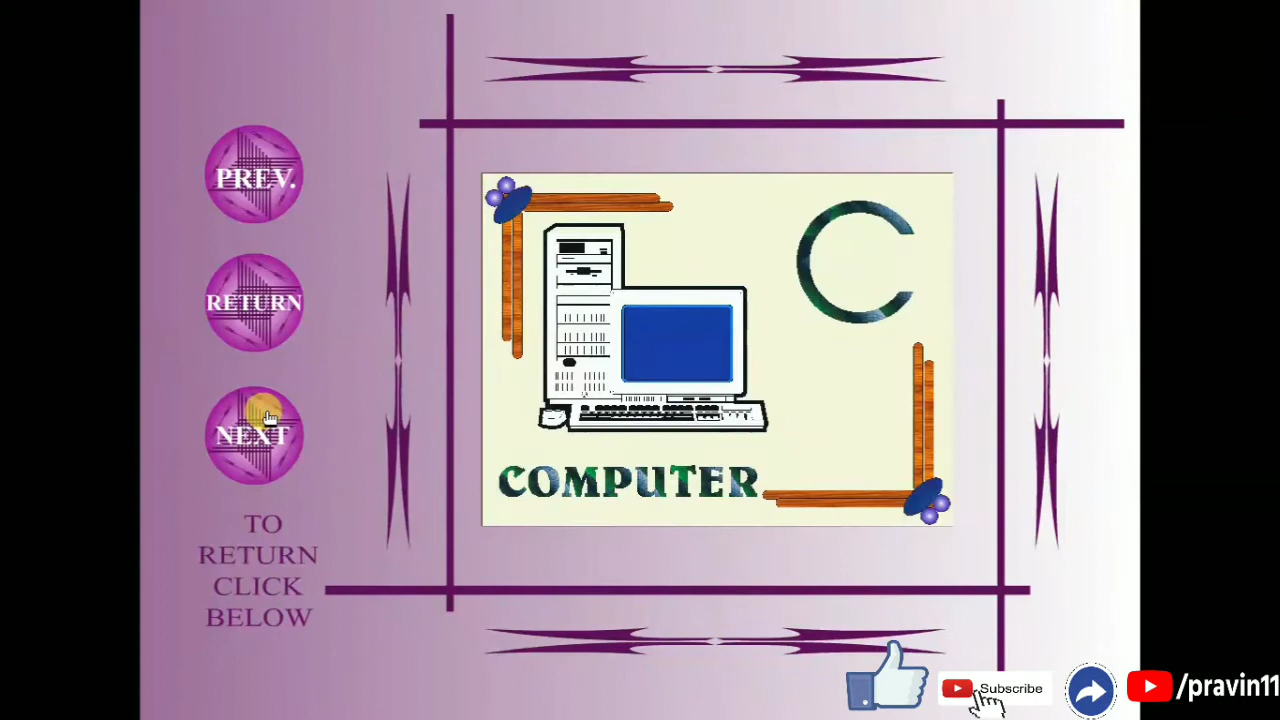 PREV.
RETURN
NEXT
TO
RETURN
CLICK
BELOW
C
COMPUTER
Subscribe
/pravin11